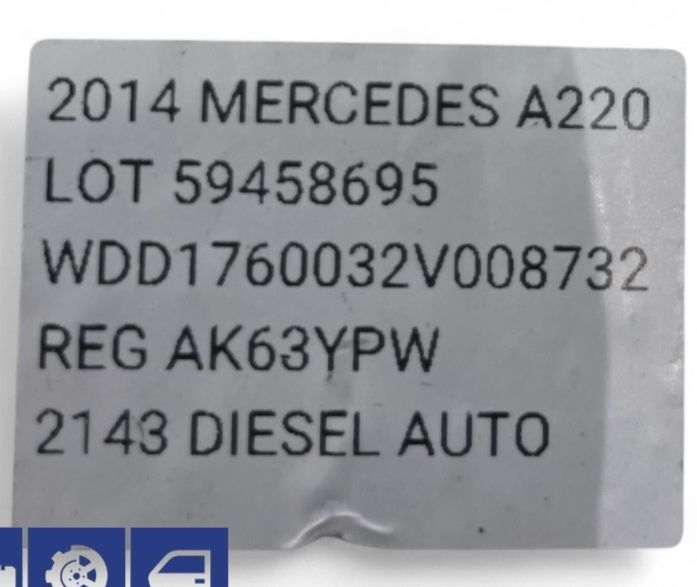 2014 MERCEDES A220
LOT 59458695
WDD1760032V008732
REG AK63YPW
2143 DIESEL AUTO